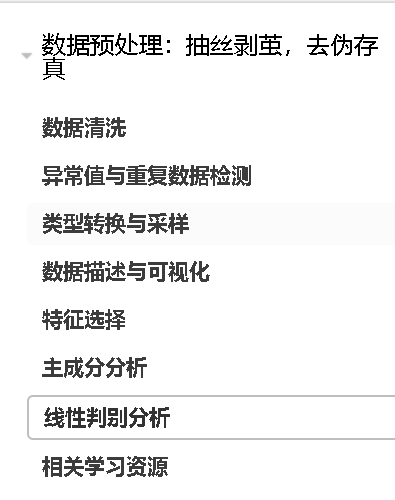 数据预处理：抽丝剥茧，去伪存
真
数据清洗
异常值与重复数据检测
类型转换与采样
数据描述与可视化
特征选择
主成分分析
线性判别分析
相关学习资源